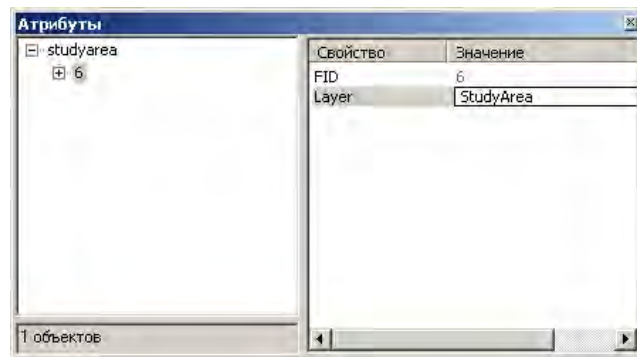 Атрибуты
studyarea
6
Свойство Значение
FID 6
Layer StudyArea
1 объектов